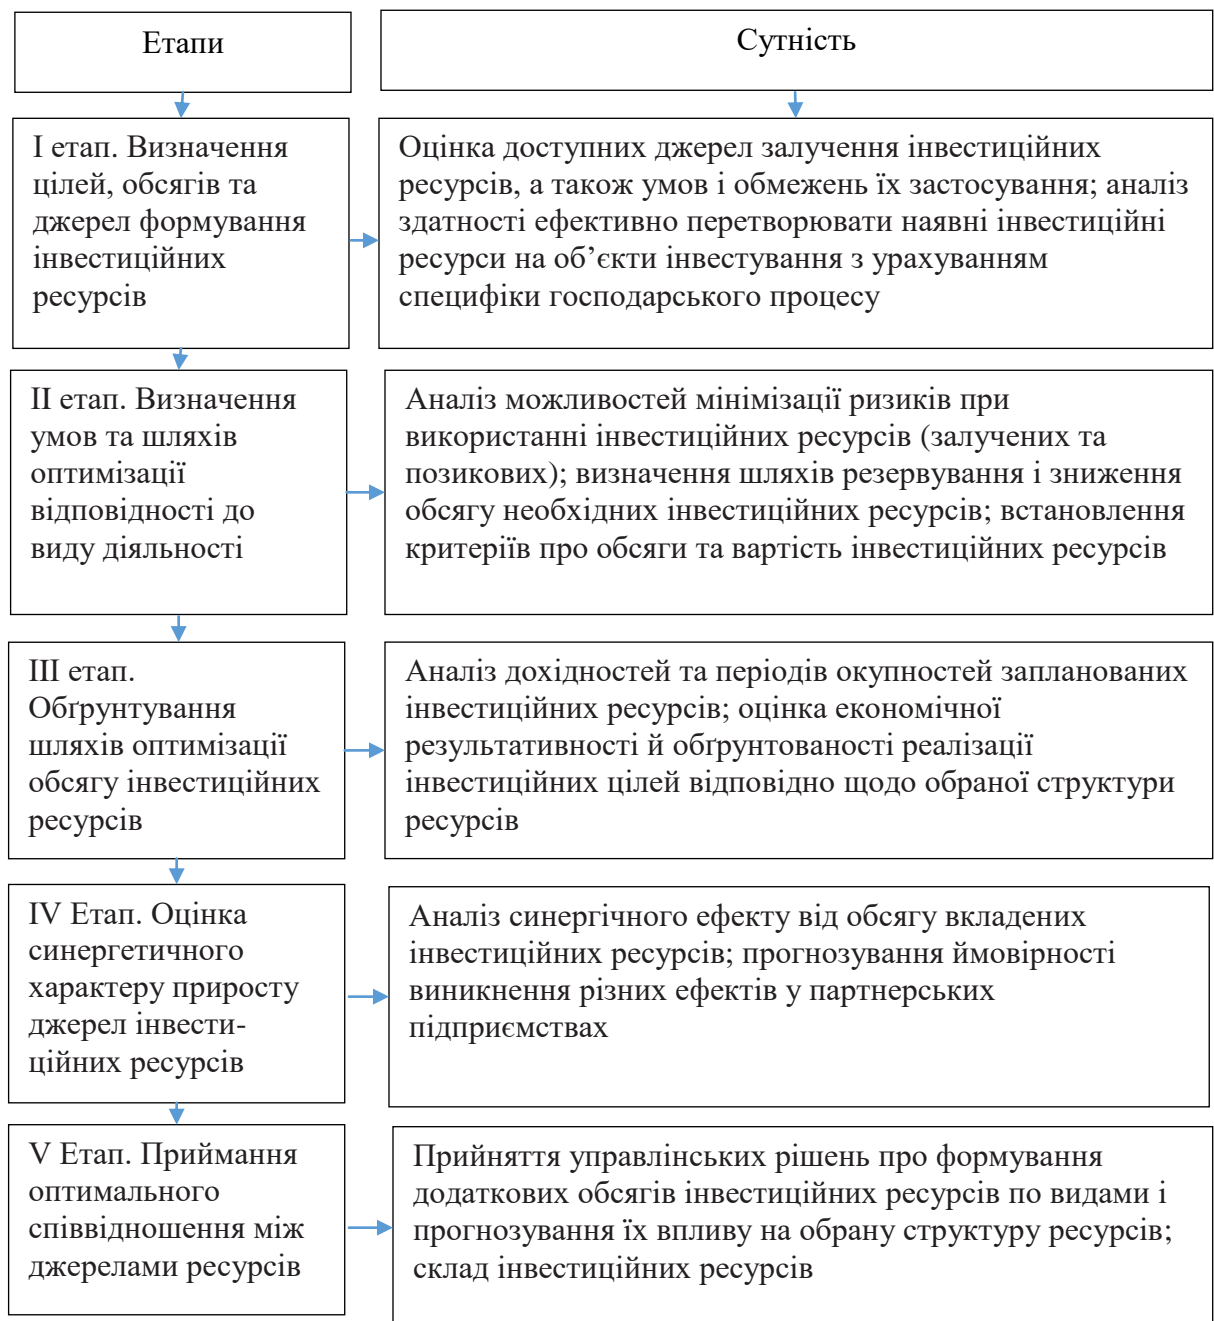 Етапи
Сутність
І етап. Визначення
цілей, обсягів та
джерел формування
інвестиційних
ресурсів
Оцінка доступних джерел залучення інвестиційних
ресурсів, а також умов і обмежень їх застосування; аналіз
здатності ефективно перетворювати наявні інвестиційні
ресурси на об’єкти інвестування з урахуванням
специфіки господарського процесу
ІІ етап. Визначення
умов та шляхів
оптимізації
відповідності до
виду діяльності
Аналіз можливостей мінімізації ризиків при
використанні інвестиційних ресурсів (залучених та
позикових); визначення шляхів резервування і зниження
обсягу необхідних інвестиційних ресурсів; встановлення
критеріїв про обсяги та вартість інвестиційних ресурсів
ІІІ етап.
Обґрунтування
шляхів оптимізації
обсягу інвестиційних
ресурсів
Аналіз дохідностей та періодів окупностей запланованих
інвестиційних ресурсів; оцінка економічної
результативності й обґрунтованості реалізації
інвестиційних цілей відповідно щодо обраної структури
ресурсів
IV Етап. Оцінка
синергетичного
характеру приросту
джерел інвести-
ційних ресурсів
Аналіз синергічного ефекту від обсягу вкладених
інвестиційних ресурсів; прогнозування ймовірності
виникнення різних ефектів у партнерських
підприємствах
V Етап. Приймання
оптимального
співвідношення між
джерелами ресурсів
Прийняття управлінських рішень про формування
додаткових обсягів інвестиційних ресурсів по видами і
прогнозування їх впливу на обрану структуру ресурсів;
склад інвестиційних ресурсів